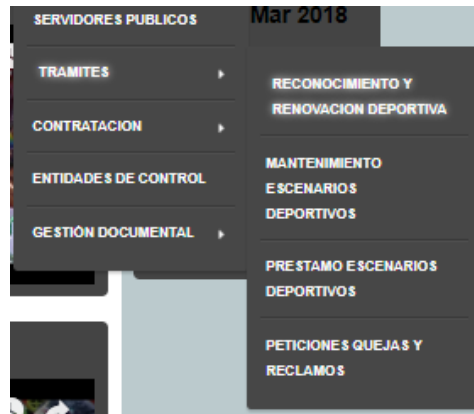 SERVIDORES PUBLICOS
TRAMITES
CONTRATACION
ENTIDADES DE CONTROL
GESTIÓN DOCUMENTAL
Mar 2018
RECONOCIMIENTO Y
RENOVACION DEPORTIVA
MANTENIMIENTO
ESCENARIOS
DEPORTIVOS
PRESTAMO ESCENARIOS
DEPORTIVOS
PETICIONES QUEJAS Y
RECLAMOS